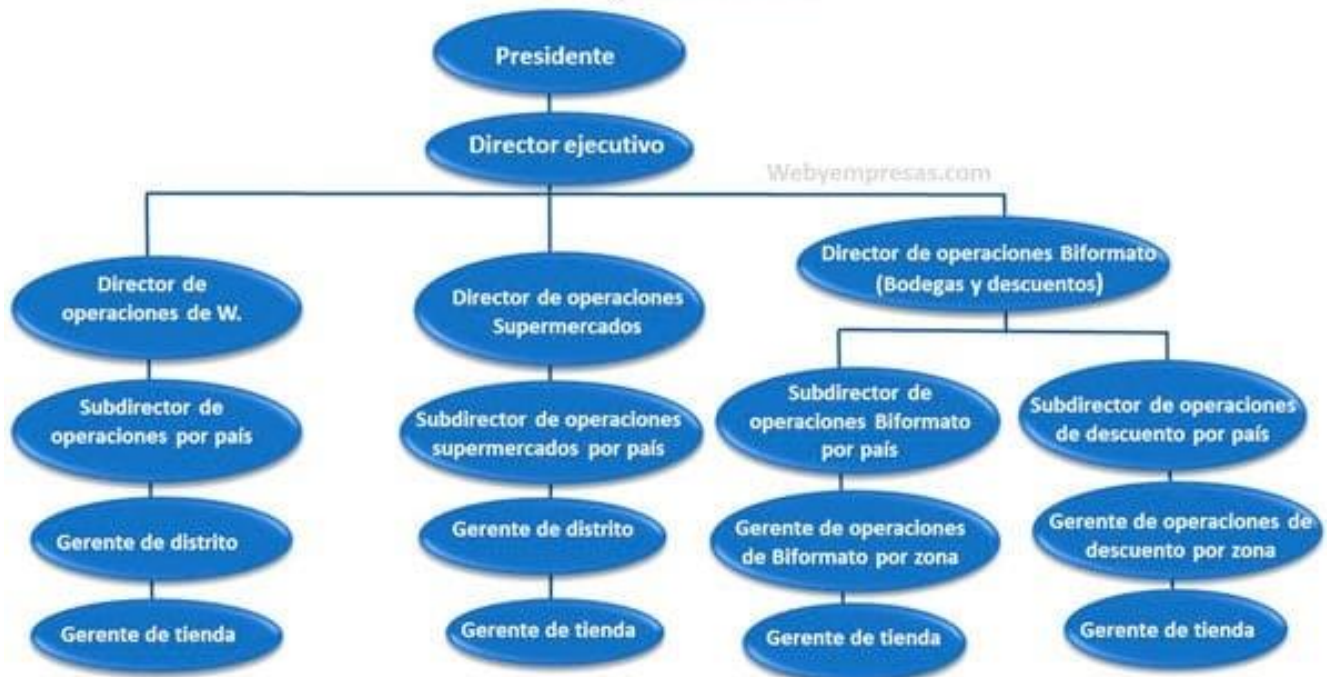 Presidente
Director ejecutivo
Webyempresas.com
Director de
operaciones de W.
Director de operaciones
Supermercados
Director de operaciones Biformato
(Bodegas y descuentos)
Subdirector de
operaciones por país
Subdirector de operaciones
supermercados por país
Subdirector de
operaciones Biformato
por país
Subdirector de operaciones
de descuento por país
Gerente de distrito
Gerente de distrito
Gerente de operaciones
de Biformato por zona
Gerente de operaciones de
descuento por zona
Gerente de tienda
Gerente de tienda
Gerente de tienda
Gerente de tienda